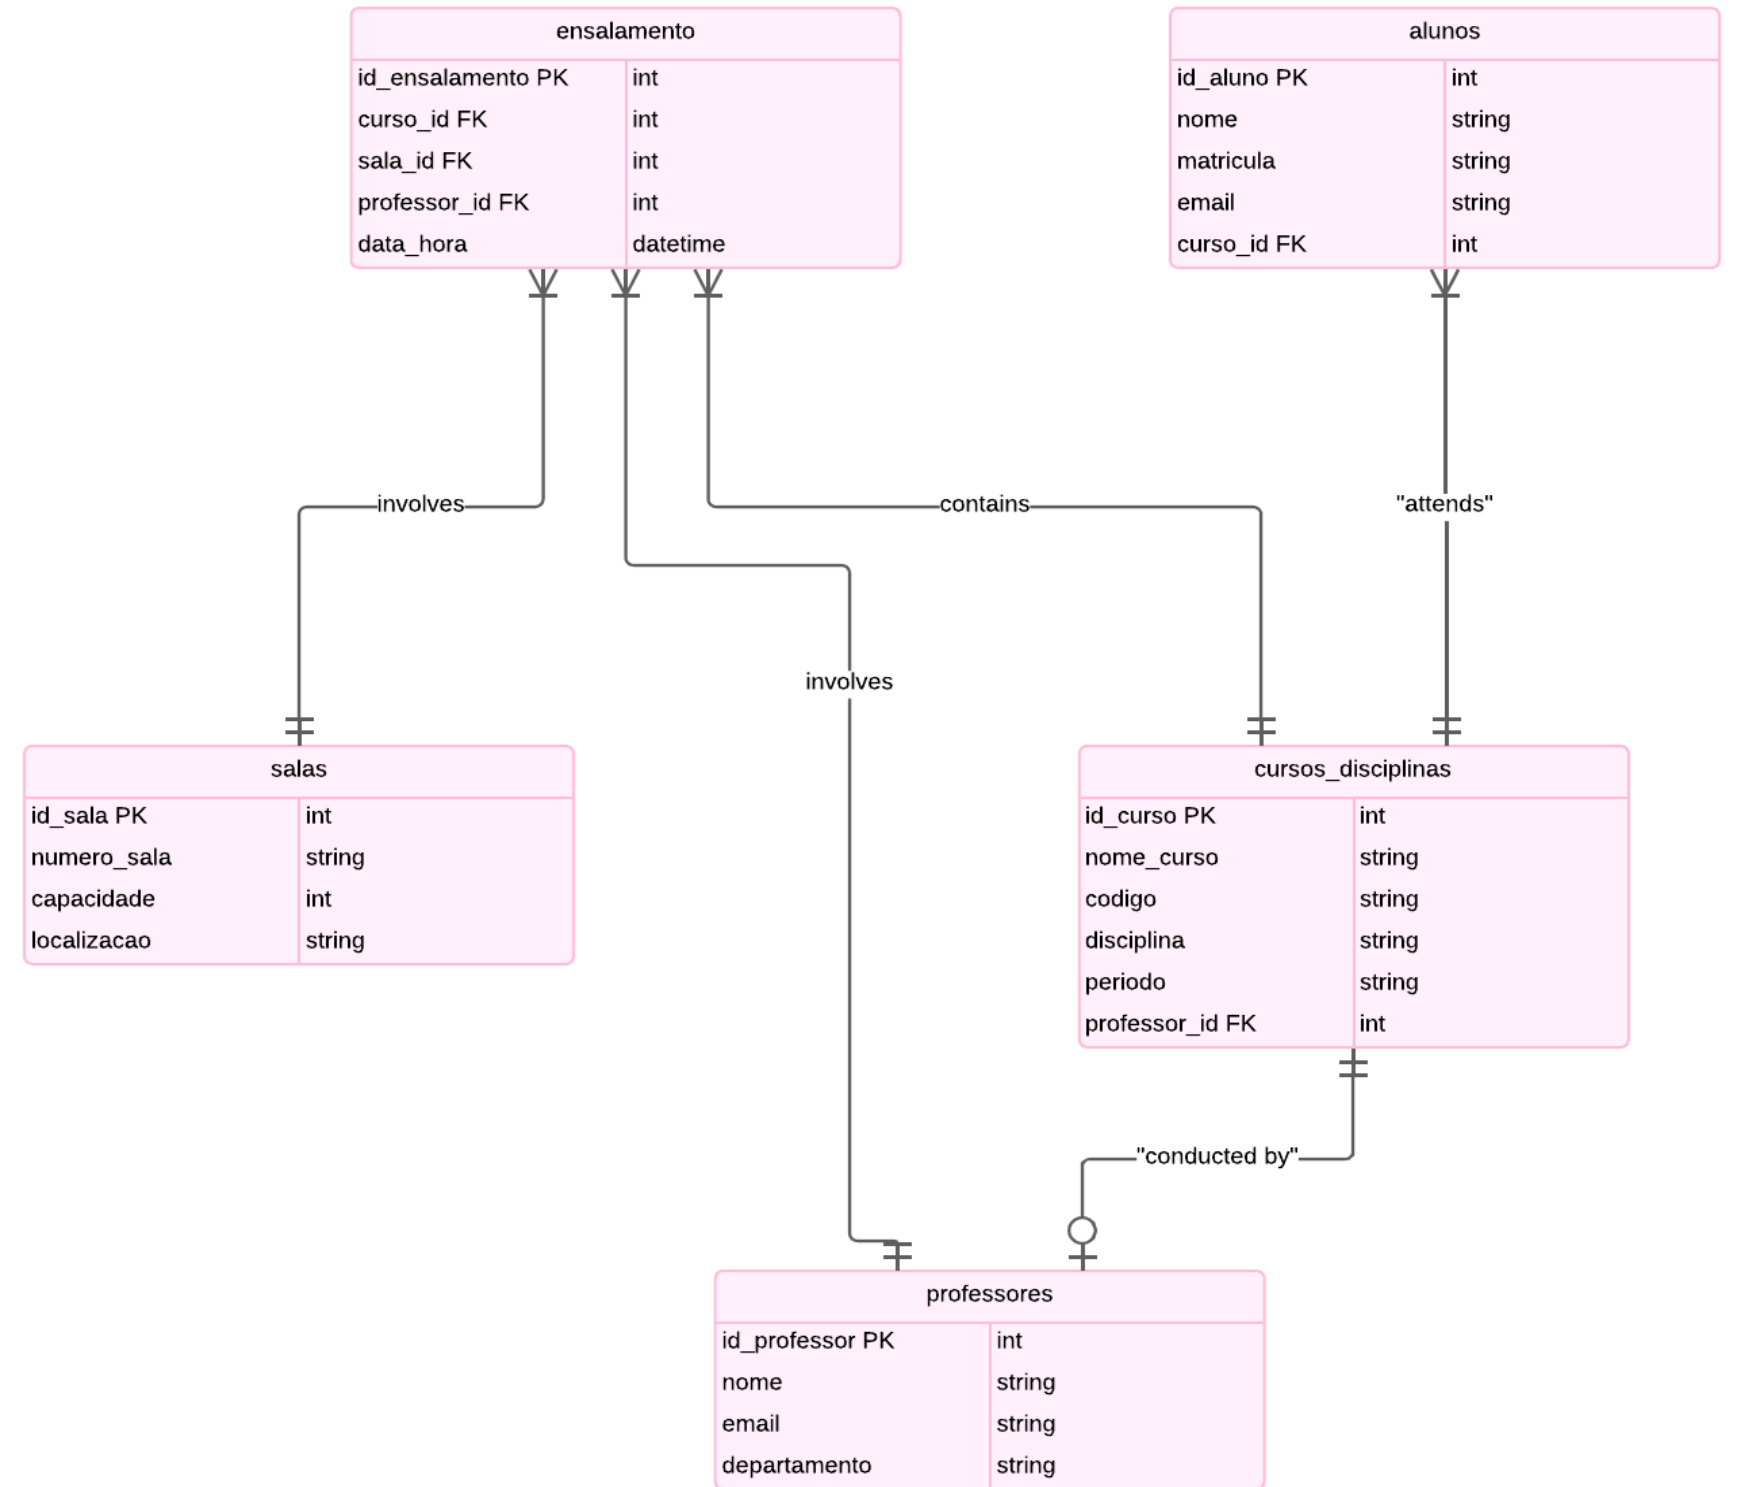 ensalamento
id_ensalamento PK int
curso_id FK int
sala_id FK int
professor_id FK int
data_hora datetime
alunos
id_aluno PK int
nome string
matricula string
email string
curso_id FK int
involves
contains
"attends"
involves
salas
id_sala PK int
numero_sala string
capacidade int
localizacao string
cursos_disciplinas
id_curso PK int
nome_curso string
codigo string
disciplina string
periodo string
professor_id FK int
"conducted by"
professores
id_professor PK int
nome string
email string
departamento string